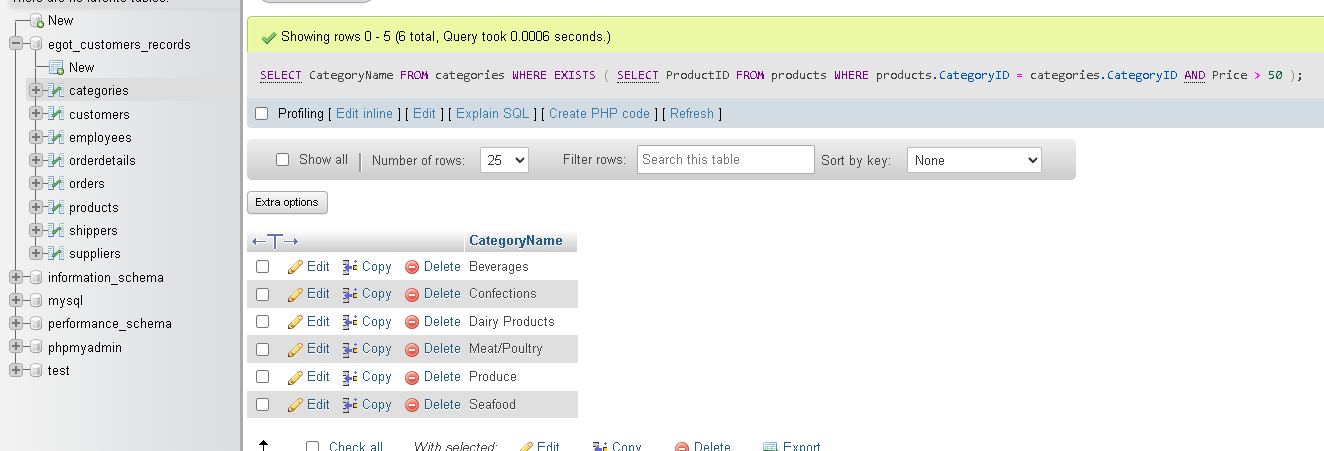 There are no favorite tables.
New
egot_customers_records
New
categories
customers
employees
orderdetails
orders
products
shippers
suppliers
information_schema
mysql
performance_schema
phpmyadmin
test
Showing rows 0 - 5 (6 total, Query took 0.0006 seconds.)
SELECT CategoryName FROM categories WHERE EXISTS ( SELECT ProductID FROM products WHERE products.CategoryID = categories.CategoryID AND Price > 50 );
Profiling [ Edit inline ] [ Edit ] [ Explain SQL ] [ Create PHP code ] [ Refresh ]
Show all | Number of rows: 25 Filter rows: Search this table Sort by key: None
Extra options
←T→ CategoryName
Edit Copy Delete Beverages
Edit Copy Delete Confections
Edit Copy Delete Dairy Products
Edit Copy Delete Meat/Poultry
Edit Copy Delete Produce
Edit Copy Delete Seafood
Check all With selected: Edit Copy Delete Export